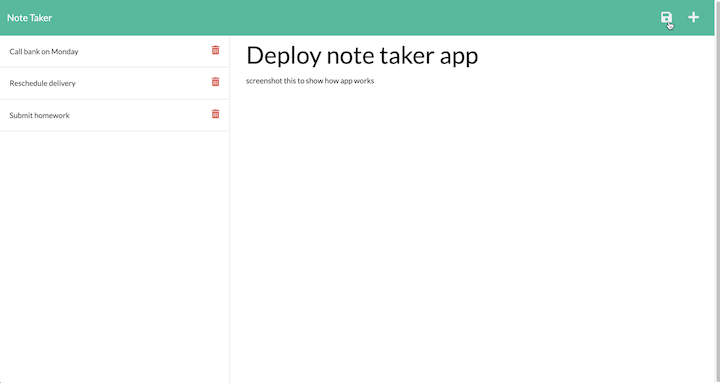 Note Taker
Call bank on Monday
Reschedule delivery
Submit homework
Deploy note taker app
screenshot this to show how app works